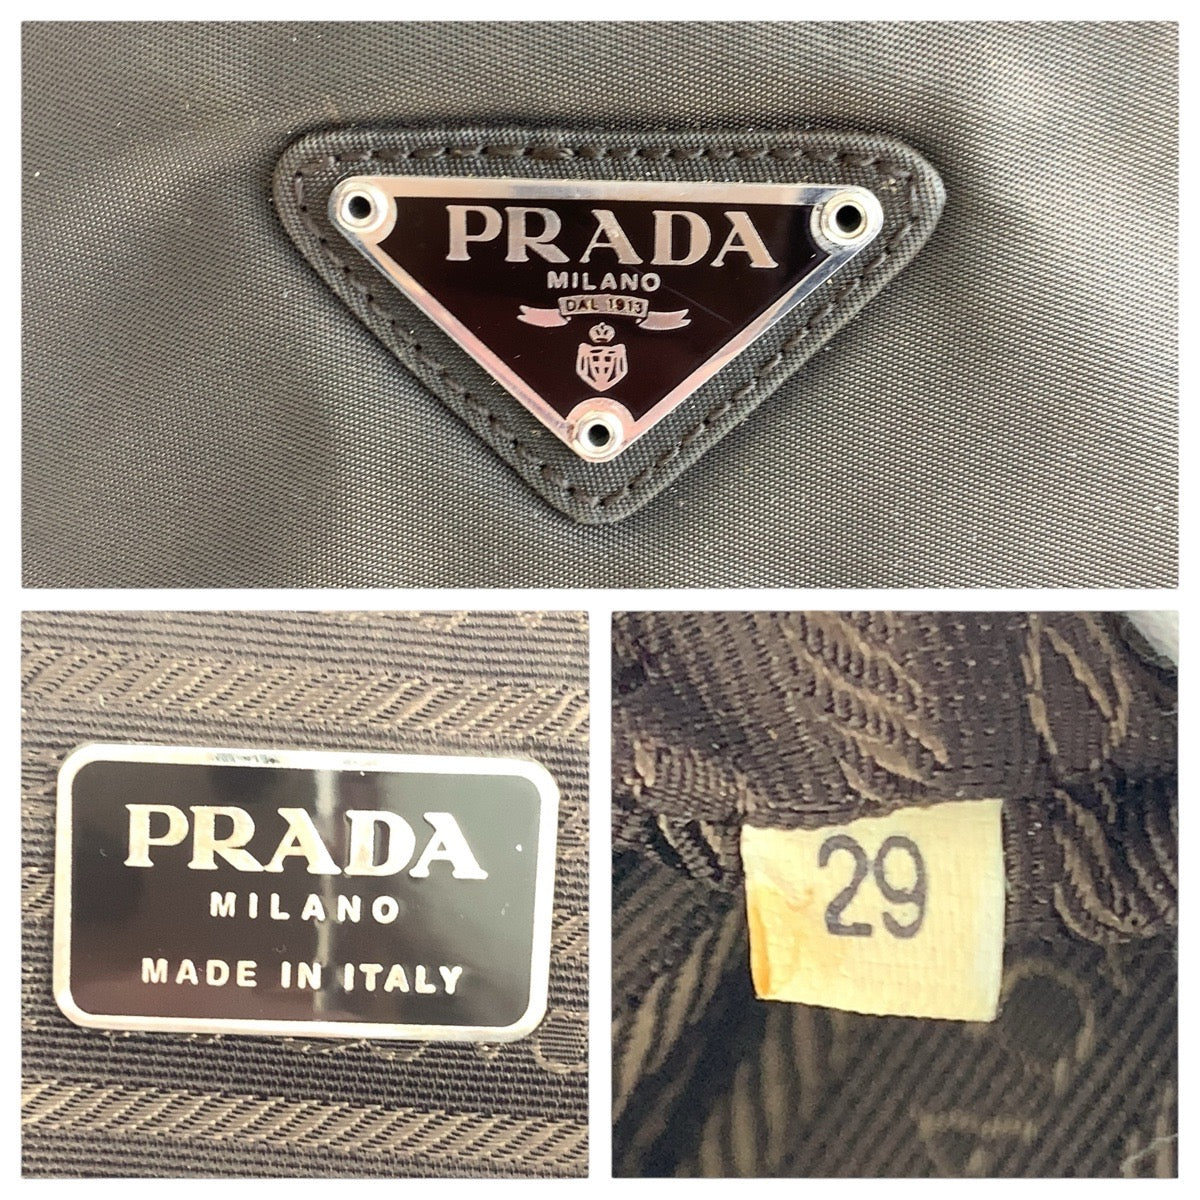 PRADA
MILANO
DAL 1913
PRADA
MILANO
MADE IN ITALY
29